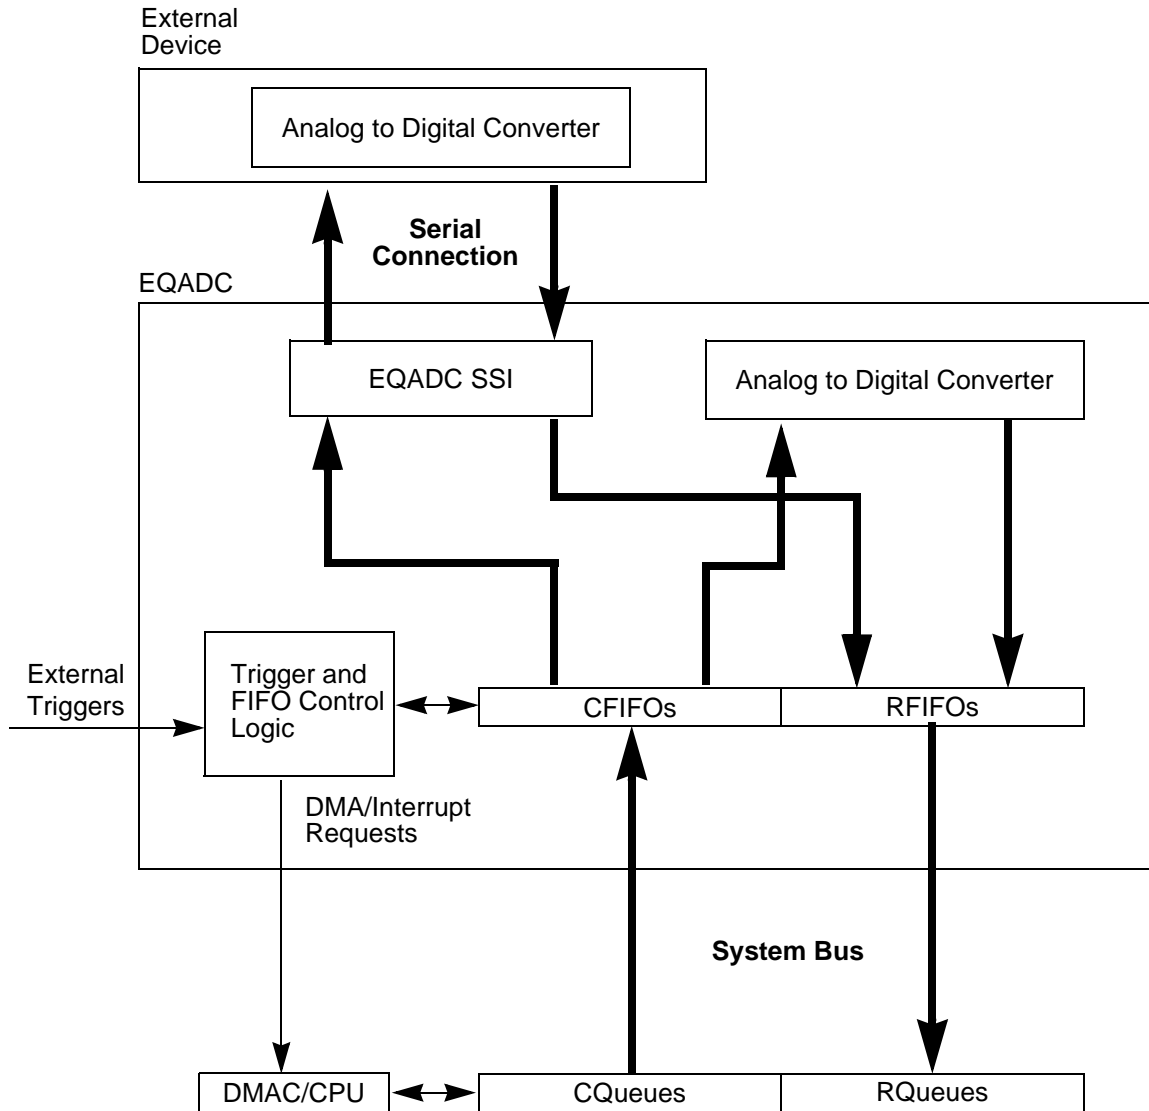 External
Device
Analog to Digital Converter
Serial
Connection
EQADC
EQADC SSI
Analog to Digital Converter
External
Triggers
Trigger and
FIFO Control
Logic
CFIFOs
RFIFOs
DMA/Interrupt
Requests
System Bus
DMAC/CPU
CQueues
RQueues